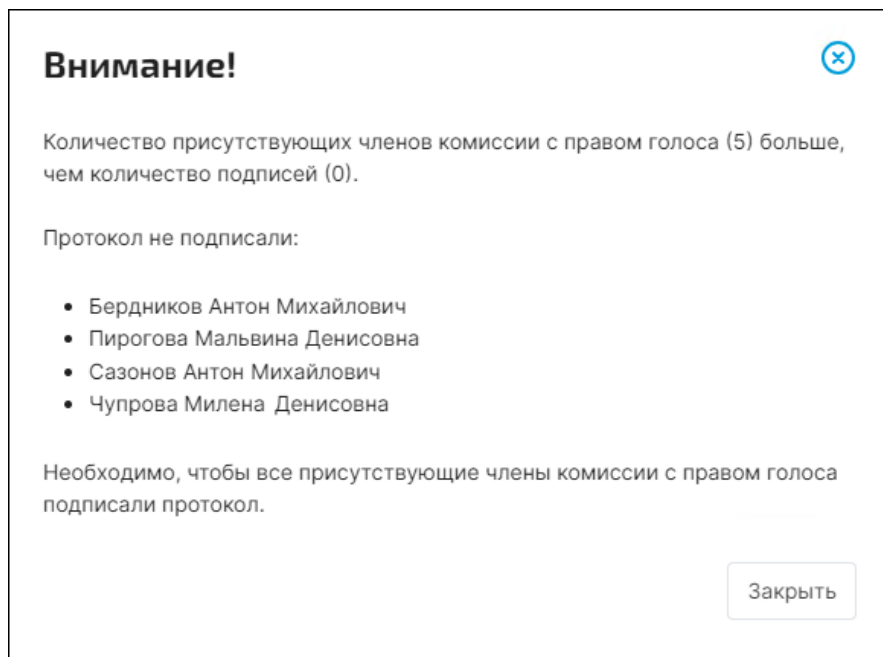 Внимание!
Количество присутствующих членов комиссии с правом голоса (5) больше,
чем количество подписей (0).
Протокол не подписали:
• Бердников Антон Михайлович
• Пирогова Мальвина Денисовна
• Сазонов Антон Михайлович
• Чупрова Милена Денисовна
Необходимо, чтобы все присутствующие члены комиссии с правом голоса
подписали протокол.
Закрыть